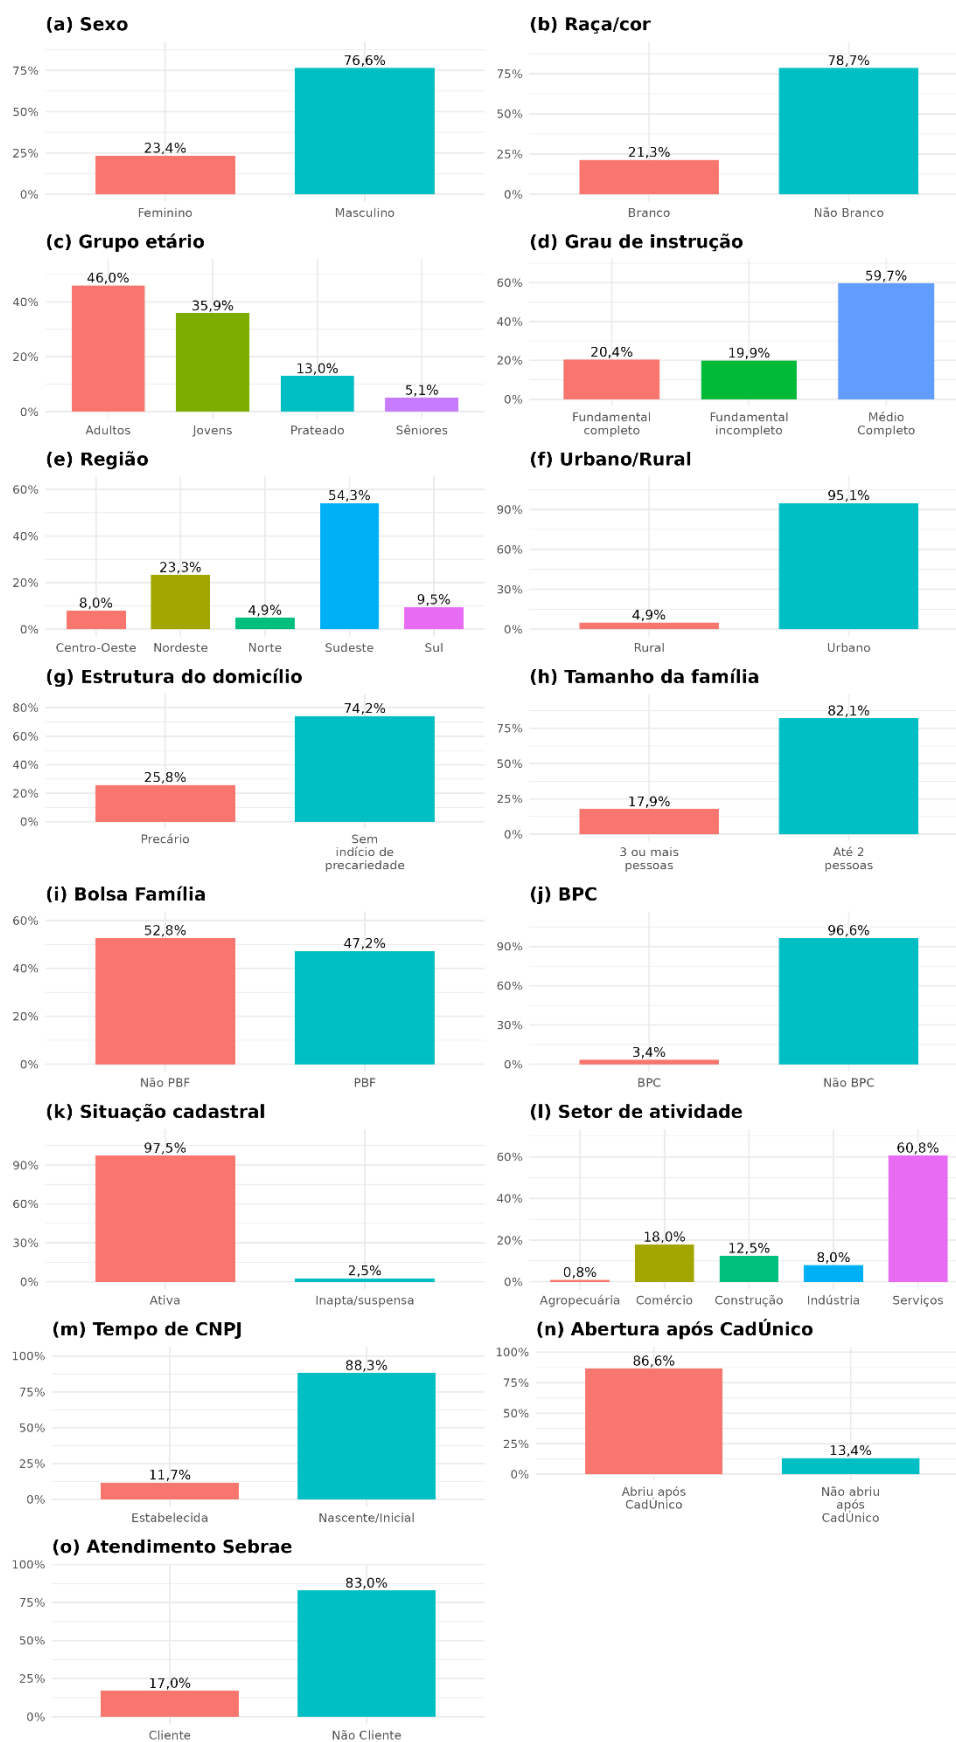 (a) Sexo
75%
50%
25%
0%
23,4%
76,6%
Feminino
Masculino
(b) Raça/cor
75%
50%
25%
0%
21,3%
78,7%
Branco
Não Branco
(c) Grupo etário
40%
20%
0%
46,0%
35,9%
13,0%
5,1%
Adultos
Jovens
Prateado
Sêniores
(d) Grau de instrução
60%
40%
20%
0%
20,4%
19,9%
59,7%
Fundamental
completo
Fundamental
incompleto
Médio
Completo
(e) Região
60%
40%
20%
0%
8,0%
23,3%
4,9%
54,3%
9,5%
Centro-Oeste
Nordeste
Norte
Sudeste
Sul
(f) Urbano/Rural
90%
60%
30%
0%
4,9%
95,1%
Rural
Urbano
(g) Estrutura do domicílio
80%
60%
40%
20%
0%
25,8%
74,2%
Precário
Sem
indício de
precariedade
(h) Tamanho da família
75%
50%
25%
0%
17,9%
82,1%
3 ou mais
pessoas
Até 2
pessoas
(i) Bolsa Família
60%
40%
20%
0%
52,8%
47,2%
Não PBF
PBF
(j) BPC
90%
60%
30%
0%
3,4%
96,6%
BPC
Não BPC
(k) Situação cadastral
90%
60%
30%
0%
97,5%
2,5%
Ativa
Inapta/suspensa
(l) Setor de atividade
60%
40%
20%
0%
0,8%
18,0%
12,5%
8,0%
60,8%
Agropecuária
Comércio
Construção
Indústria
Serviços
(m) Tempo de CNPJ
100%
75%
50%
25%
0%
11,7%
88,3%
Estabelecida
Nascente/Inicial
(n) Abertura após CadÚnico
100%
75%
50%
25%
0%
86,6%
13,4%
Abriu após
CadÚnico
Não abriu
após
CadÚnico
(o) Atendimento Sebrae
100%
75%
50%
25%
0%
17,0%
83,0%
Cliente
Não Cliente